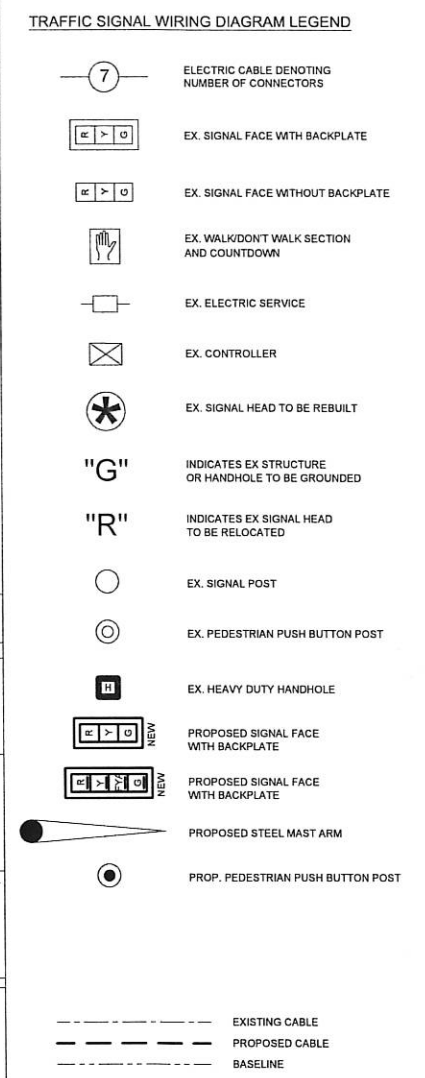 TRAFFIC SIGNAL WIRING DIAGRAM LEGEND
7
ELECTRIC CABLE DENOTING
NUMBER OF CONNECTORS
R Y G
EX. SIGNAL FACE WITH BACKPLATE
R Y G
EX. SIGNAL FACE WITHOUT BACKPLATE
EX. WALK/DON'T WALK SECTION
AND COUNTDOWN
EX. ELECTRIC SERVICE
EX. CONTROLLER
EX. SIGNAL HEAD TO BE REBUILT
"G"
INDICATES EX STRUCTURE
OR HANDHOLE TO BE GROUNDED
"R"
INDICATES EX SIGNAL HEAD
TO BE RELOCATED
EX. SIGNAL POST
EX. PEDESTRIAN PUSH BUTTON POST
H
EX. HEAVY DUTY HANDHOLE
R Y G NEW
PROPOSED SIGNAL FACE
WITH BACKPLATE
R Y FYA G NEW
PROPOSED SIGNAL FACE
WITH BACKPLATE
PROPOSED STEEL MAST ARM
PROP. PEDESTRIAN PUSH BUTTON POST
EXISTING CABLE
PROPOSED CABLE
BASELINE